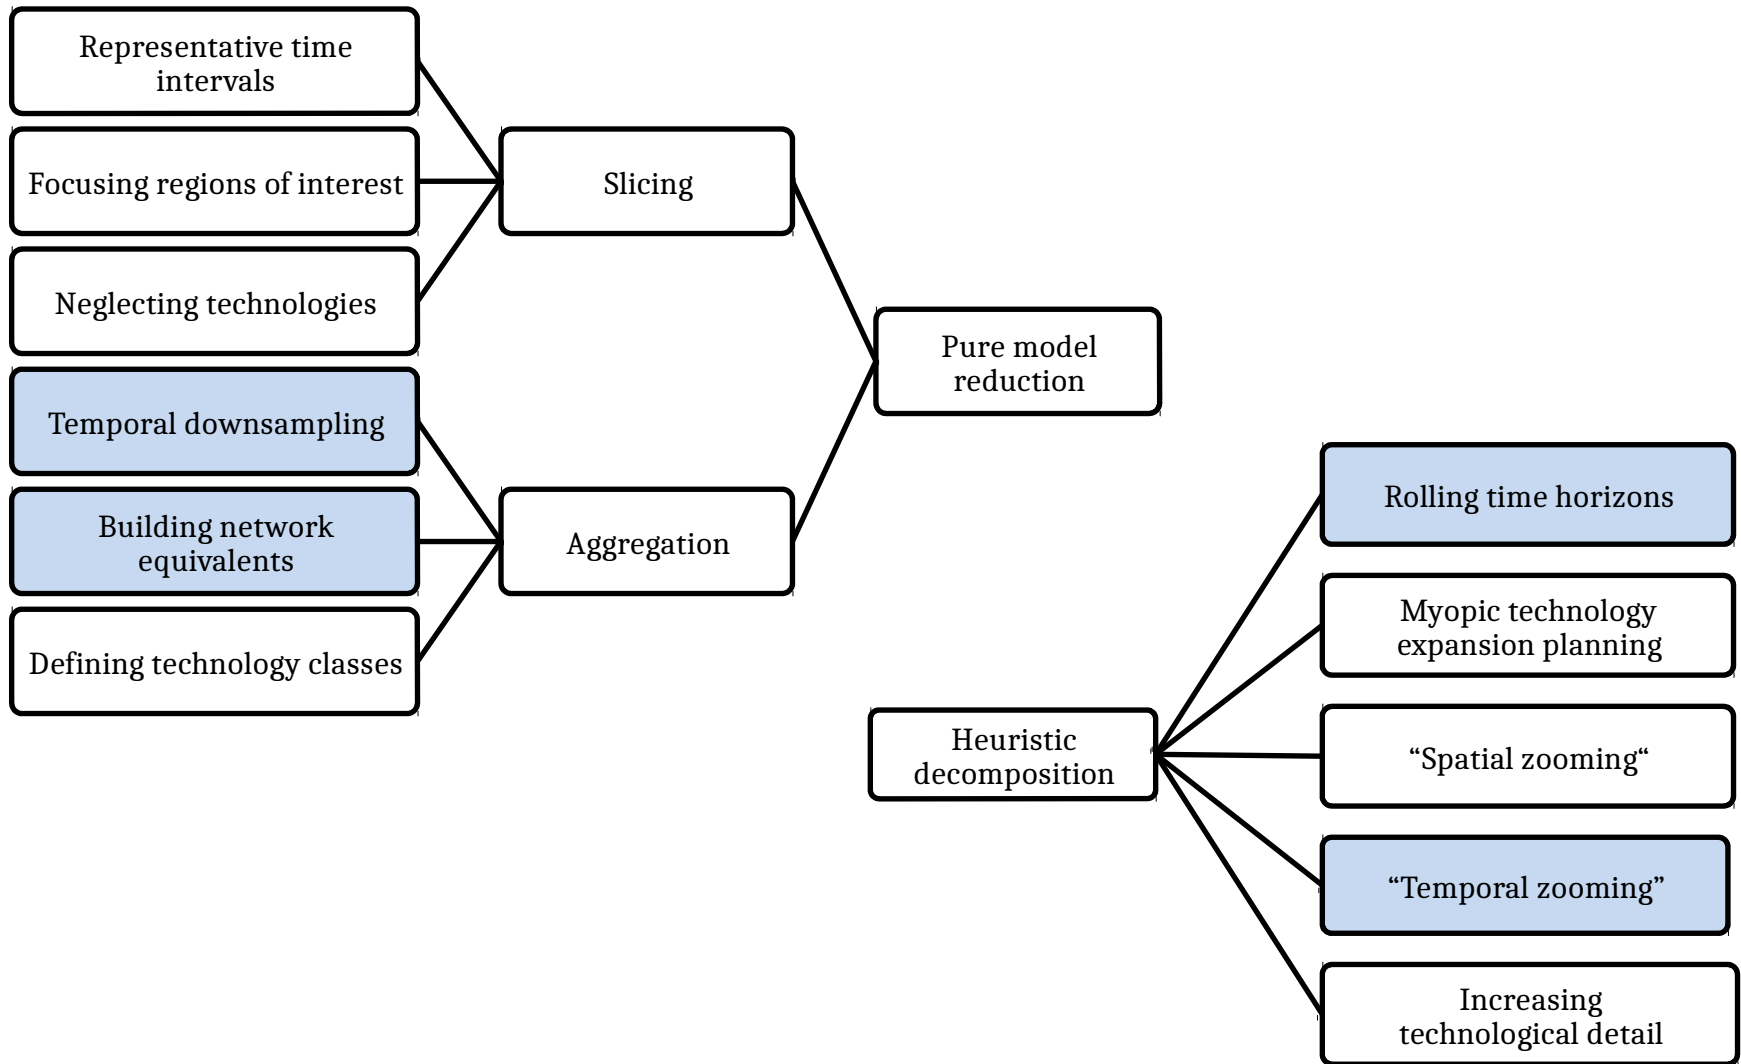 Representative time
intervals
Focusing regions of interest
Neglecting technologies
Temporal downsampling
Building network
equivalents
Defining technology classes
Slicing
Aggregation
Pure model
reduction
Heuristic
decomposition
Rolling time horizons
Myopic technology
expansion planning
“Spatial zooming“
“Temporal zooming”
Increasing
technological detail